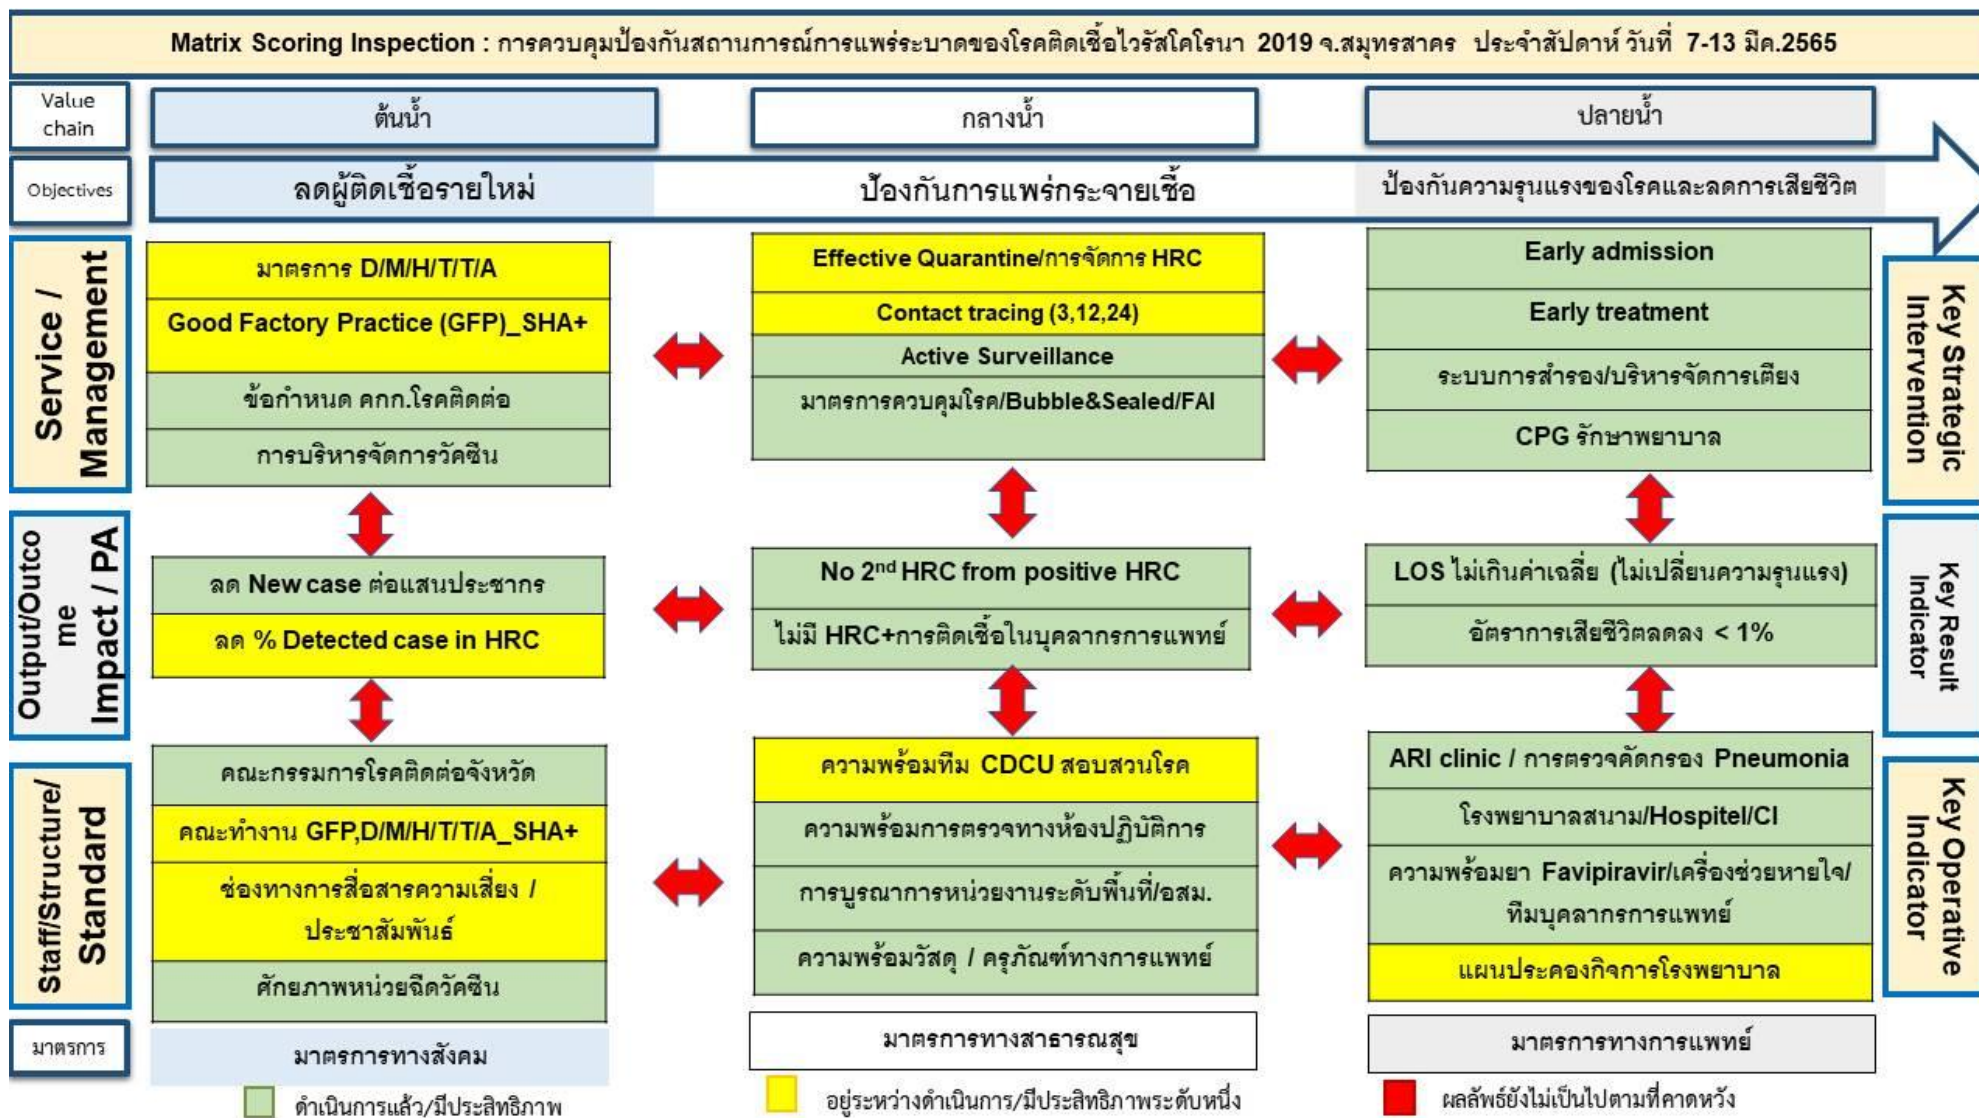 Matrix Scoring Inspection : การควบคุมป้องกันสถานการณ์การแพร่ระบาดของโรคติดเชื้อไวรัสโคโรนา 2019 จ.สมุทรสาคร ประจำสัปดาห์ วันที่ 7-13 มีค.2565
Value
chain
ต้นน้ำ
กลางน้ำ
ปลายน้ำ
Objectives
ลดผู้ติดเชื้อรายใหม่
ป้องกันการแพร่กระจายเชื้อ
ป้องกันความรุนแรงของโรคและลดการเสียชีวิต
Service /
Management
มาตรการ D/M/H/T/T/A
Good Factory Practice (GFP)_SHA+
ข้อกำหนด คกก.โรคติดต่อ
การบริหารจัดการวัคซีน
Effective Quarantine/การจัดการ HRC
Contact tracing (3,12,24)
Active Surveillance
มาตรการควบคุมโรค/Bubble&Sealed/FAI
Early admission
Early treatment
ระบบการสำรอง/บริหารจัดการเตียง
CPG รักษาพยาบาล
Key Strategic
Intervention
Output/Outco
me
Impact / PA
ลด New case ต่อแสนประชากร
ลด % Detected case in HRC
No 2nd HRC from positive HRC
ไม่มี HRC+การติดเชื้อในบุคลากรการแพทย์
LOS ไม่เกินค่าเฉลี่ย (ไม่เปลี่ยนความรุนแรง)
อัตราการเสียชีวิตลดลง < 1%
Key Result
Indicator
Staff/Structure/
Standard
คณะกรรมการโรคติดต่อจังหวัด
คณะทำงาน GFP,D/M/H/T/T/A_SHA+
ช่องทางการสื่อสารความเสี่ยง /
ประชาสัมพันธ์
ศักยภาพหน่วยฉีดวัคซีน
ความพร้อมทีม CDCU สอบสวนโรค
ความพร้อมการตรวจทางห้องปฏิบัติการ
การบูรณาการหน่วยงานระดับพื้นที่/อสม.
ความพร้อมวัสดุ / ครุภัณฑ์ทางการแพทย์
ARI clinic / การตรวจคัดกรอง Pneumonia
โรงพยาบาลสนาม/Hospitel/CI
ความพร้อมยา Favipiravir/เครื่องช่วยหายใจ/
ทีมบุคลากรการแพทย์
แผนประคองกิจการโรงพยาบาล
Key Operative
Indicator
มาตรการ
มาตรการทางสังคม
มาตรการทางสาธารณสุข
มาตรการทางการแพทย์
ดำเนินการแล้ว/มีประสิทธิภาพ
อยู่ระหว่างดำเนินการ/มีประสิทธิภาพระดับหนึ่ง
ผลลัพธ์ยังไม่เป็นไปตามที่คาดหวัง